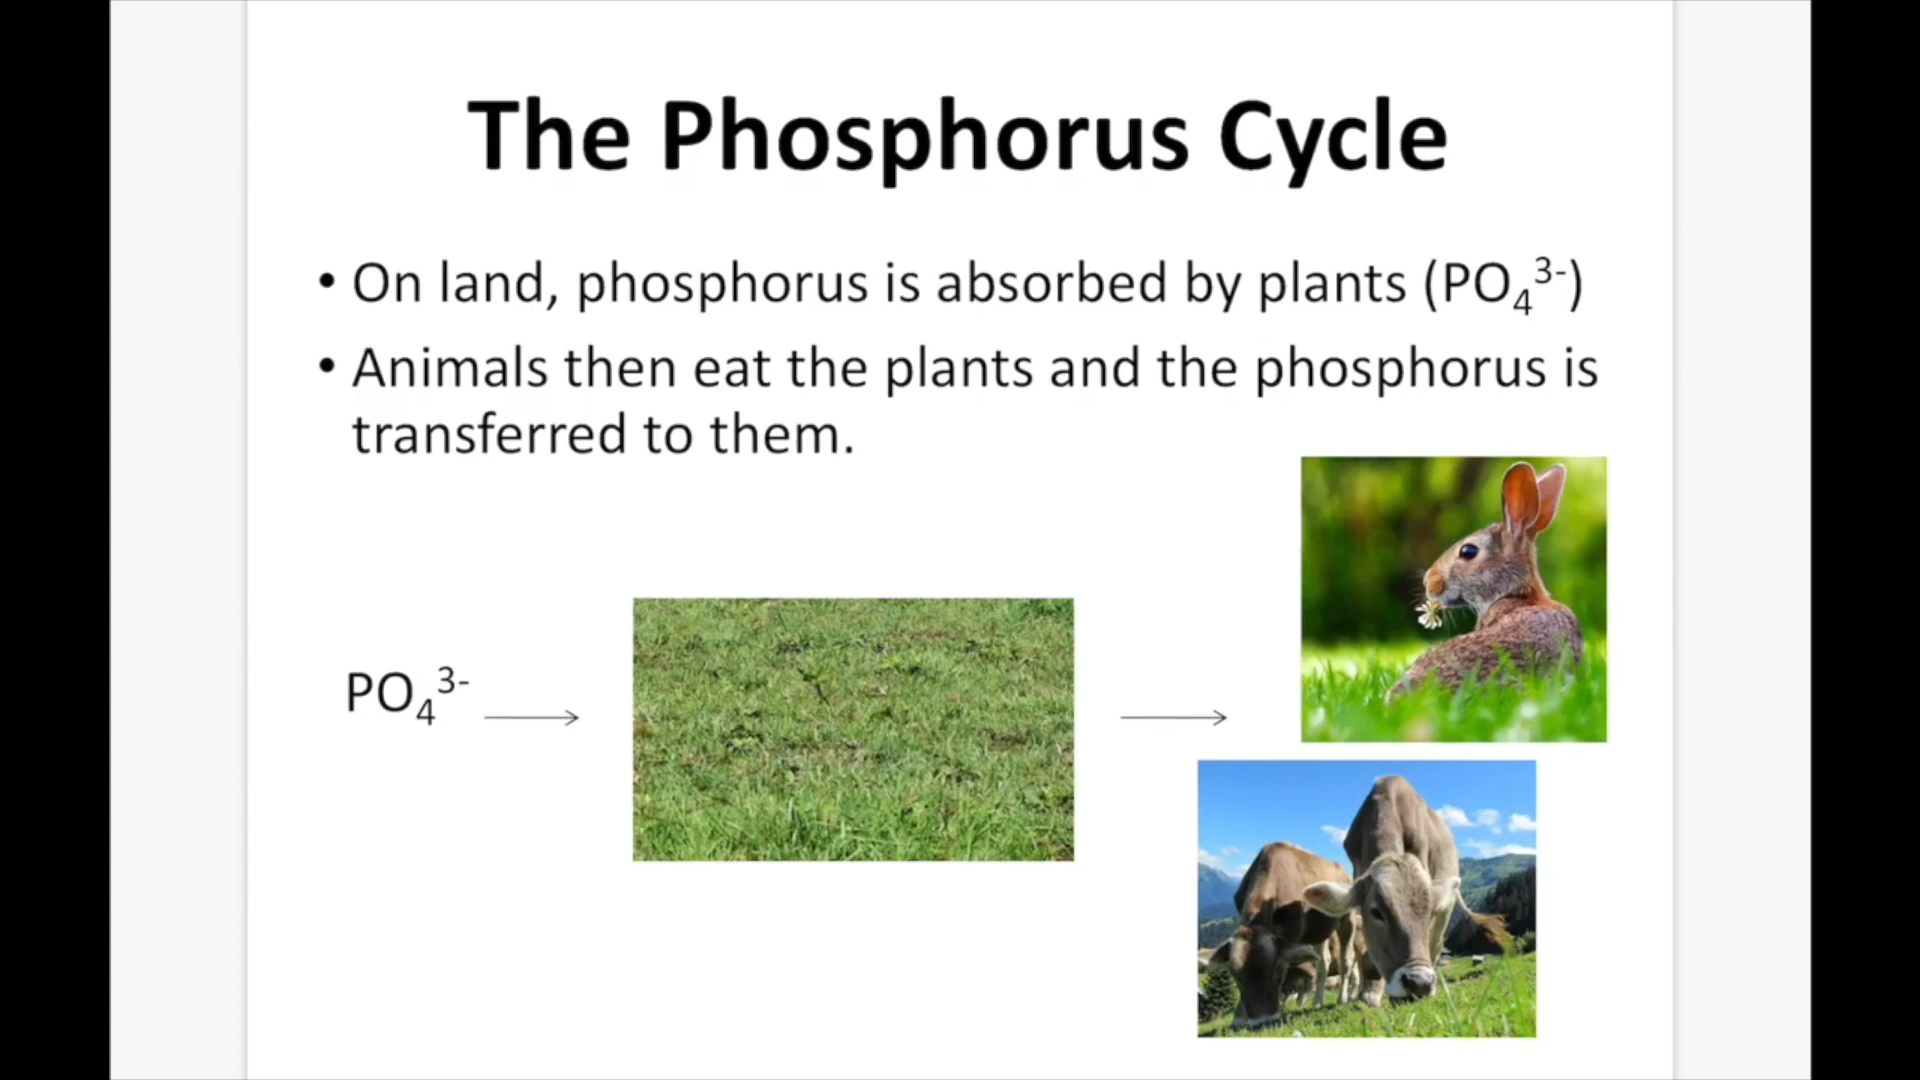 The Phosphorus Cycle
• On land, phosphorus is absorbed by plants (PO₄³⁻)
• Animals then eat the plants and the phosphorus is
transferred to them.
PO₄³⁻